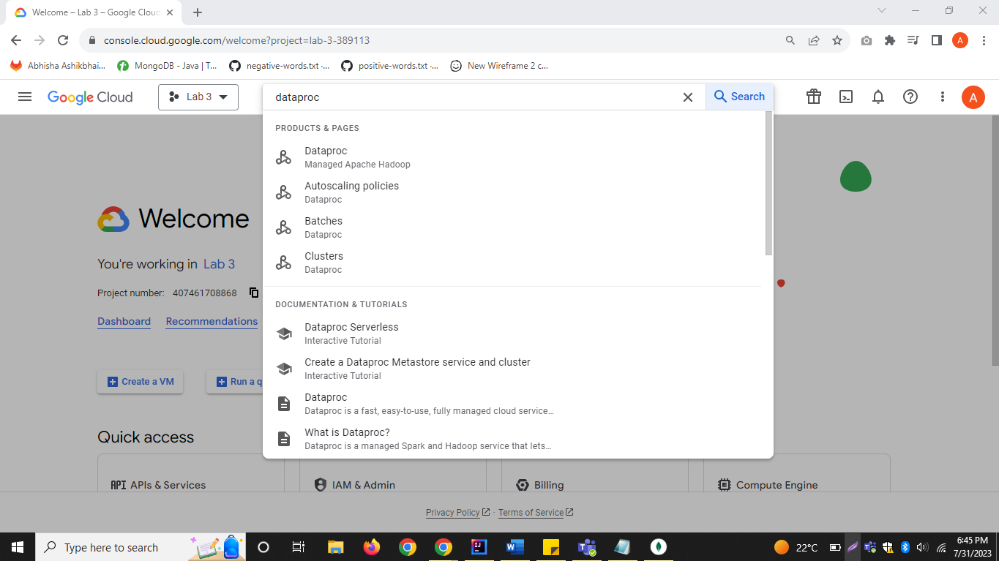 Welcome – Lab 3 – Google Cloud
console.cloud.google.com/welcome?project=lab-3-389113
A
Abhisha Ashikbhai...
MongoDB - Java | T...
negative-words.txt ·...
positive-words.txt ·...
New Wireframe 2 c...
Google Cloud
Lab 3
dataproc
Search
A
PRODUCTS & PAGES
Dataproc
Managed Apache Hadoop
Autoscaling policies
Dataproc
Batches
Dataproc
Clusters
Dataproc
DOCUMENTATION & TUTORIALS
Dataproc Serverless
Interactive Tutorial
Create a Dataproc Metastore service and cluster
Interactive Tutorial
Dataproc
Dataproc is a fast, easy-to-use, fully managed cloud service...
What is Dataproc?
Dataproc is a managed Spark and Hadoop service that lets...
Welcome
You're working in Lab 3
Project number: 407461708868
Dashboard
Recommendations
Create a VM
Run a q
Quick access
API APIs & Services
IAM & Admin
Billing
Compute Engine
Privacy Policy · Terms of Service
Type here to search
22°C
6:45 PM
7/31/2023